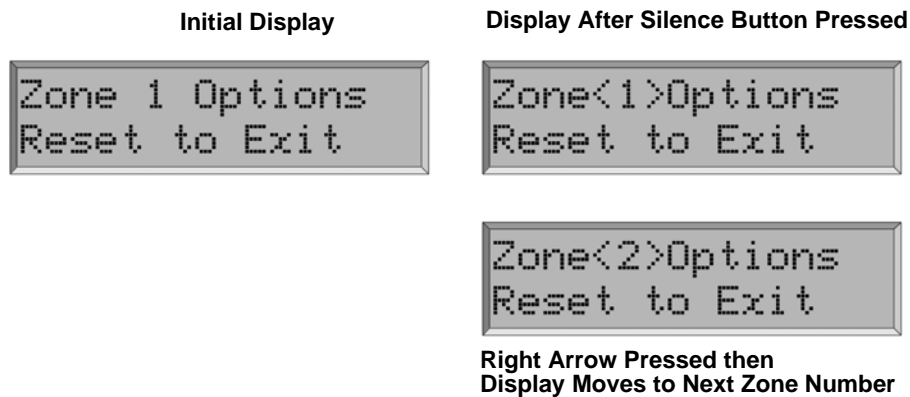 Initial Display
Zone 1 Options
Reset to Exit
Display After Silence Button Pressed
Zone<1>Options
Reset to Exit
Zone<2>Options
Reset to Exit
Right Arrow Pressed then
Display Moves to Next Zone Number